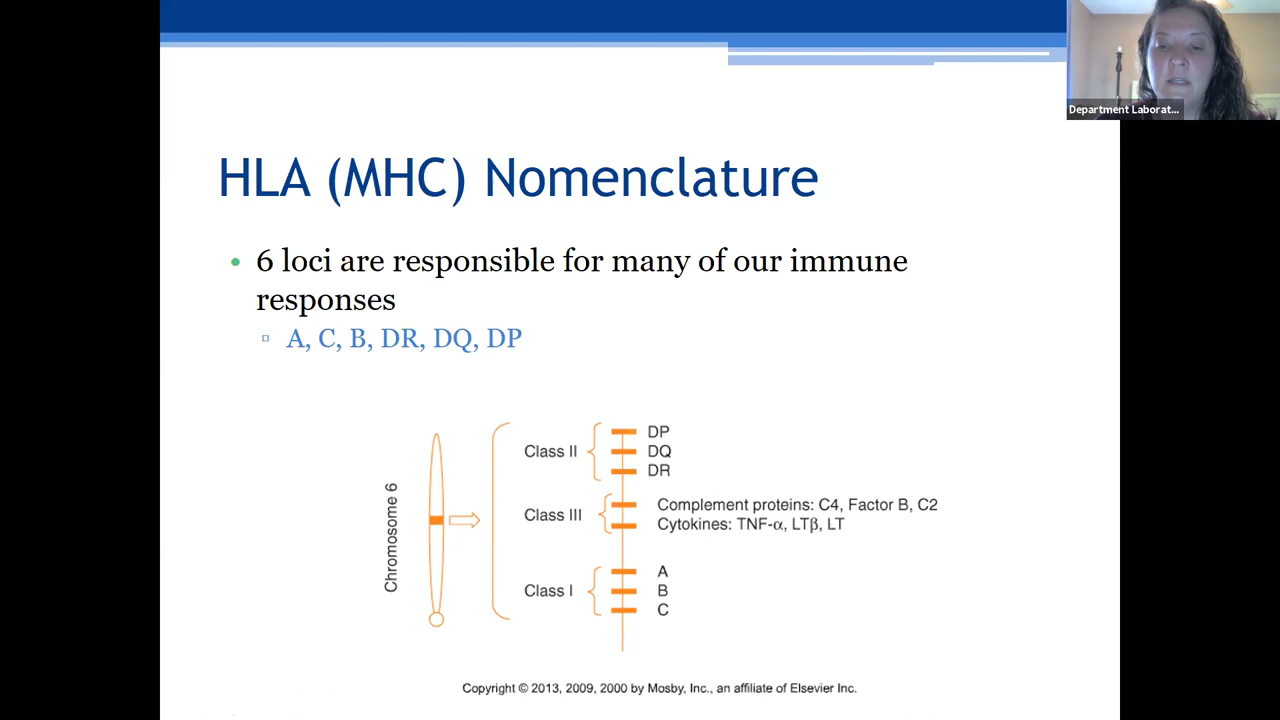 Department Laborat...
HLA (MHC) Nomenclature
6 loci are responsible for many of our immune
responses
A, C, B, DR, DQ, DP
Chromosome 6
Class II
DP
DQ
DR
Class III
Complement proteins: C4, Factor B, C2
Cytokines: TNF-α, LTβ, LT
Class I
A
B
C
Copyright © 2013, 2009, 2000 by Mosby, Inc., an affiliate of Elsevier Inc.